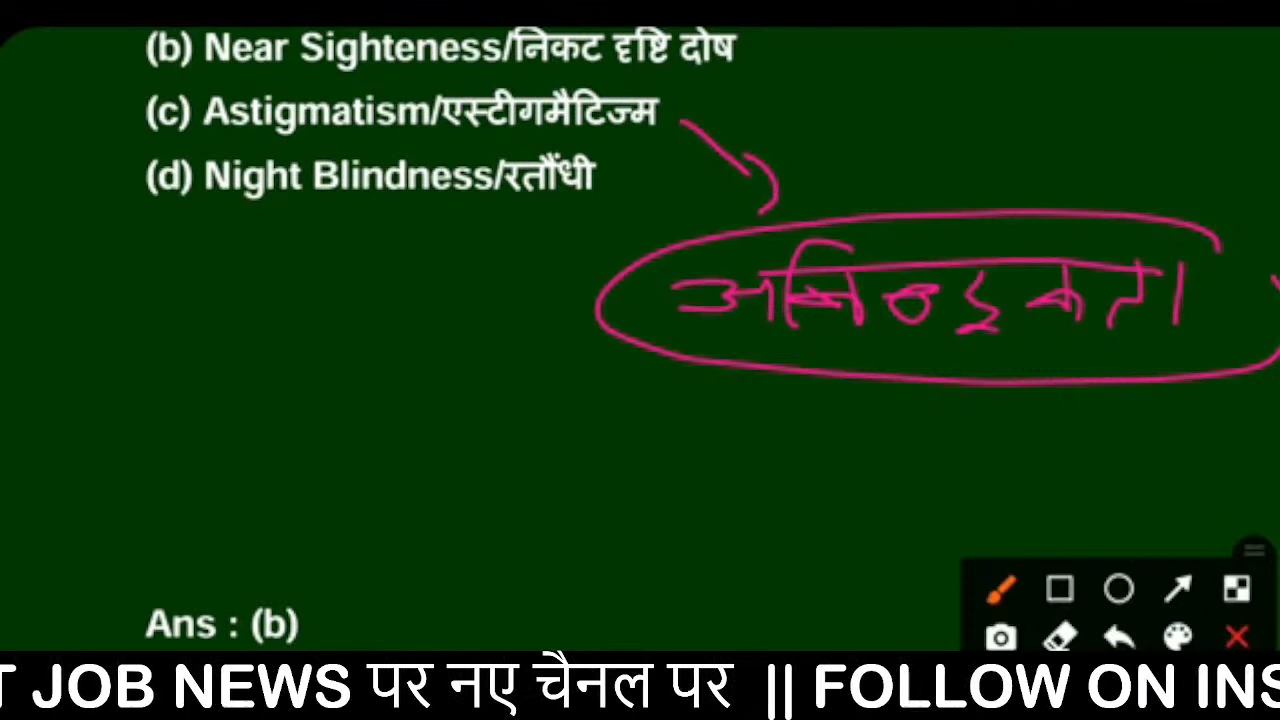 (b) Near Sighteness/निकट दृष्टि दोष
(c) Astigmatism/एस्टीगमैटिज्म
(d) Night Blindness/रतौंधी
Ans : (b)
T JOB NEWS पर नए चैनल पर || FOLLOW ON INS